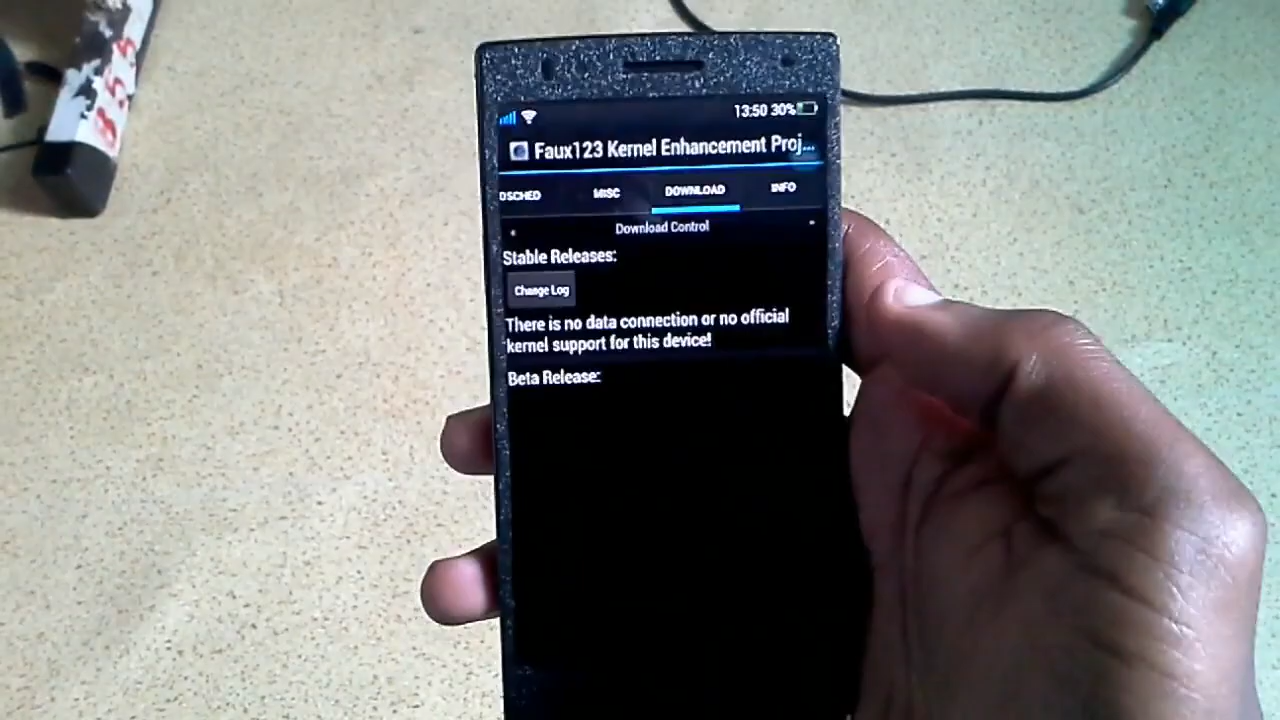 855
13:50 30%
Faux123 Kernel Enhancement Proj...
OSCHED MISC DOWNLOAD INFO
Download Control
Stable Releases:
Change Log
There is no data connection or no official
kernel support for this device!
Beta Release: